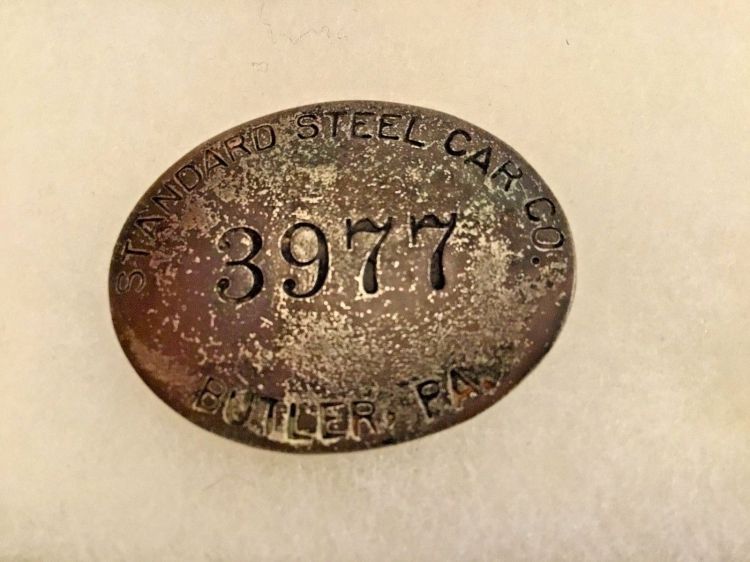 STANDARD STEEL CAR CO.
3977
BUTLER, PA.